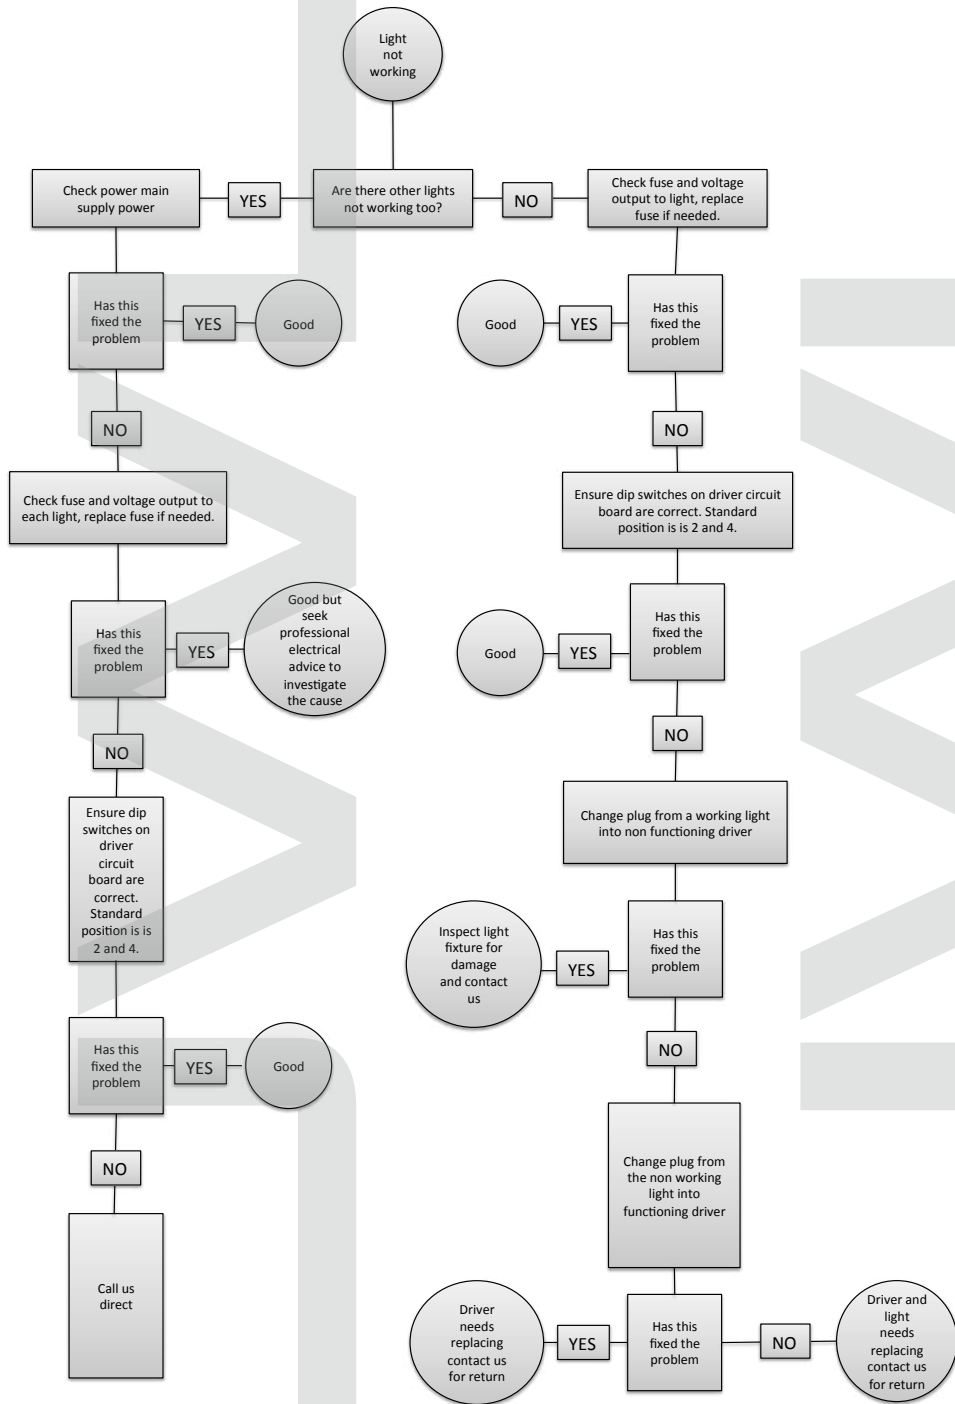 Light
not
working
Check power main
supply power
YES
Are there other lights
not working too?
NO
Check fuse and voltage
output to light, replace
fuse if needed.
Has this
fixed the
problem
YES
Good
Good
YES
Has this
fixed the
problem
NO
NO
Check fuse and voltage output to
each light, replace fuse if needed.
Ensure dip switches on driver circuit
board are correct. Standard
position is is 2 and 4.
Has this
fixed the
problem
YES
Good but
seek
professional
electrical
advice to
investigate
the cause
Good
YES
Has this
fixed the
problem
NO
NO
Ensure dip
switches on
driver
circuit
board are
correct.
Standard
position is is
2 and 4.
Change plug from a working light
into non functioning driver
Inspect light
fixture for
damage
and contact
us
YES
Has this
fixed the
problem
Has this
fixed the
problem
YES
Good
NO
NO
Change plug from
the non working
light into
functioning driver
Call us
direct
Driver
needs
replacing
contact us
for return
YES
Has this
fixed the
problem
NO
Driver and
light
needs
replacing
contact us
for return